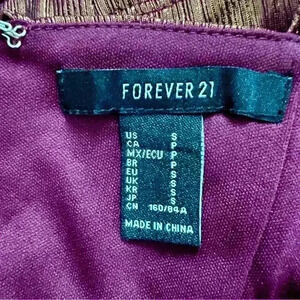 FOREVER 21
US S
CA P
MX/ECU P
BR P
EU S
UK S
KR S
JP S
CN 160/84A
MADE IN CHINA